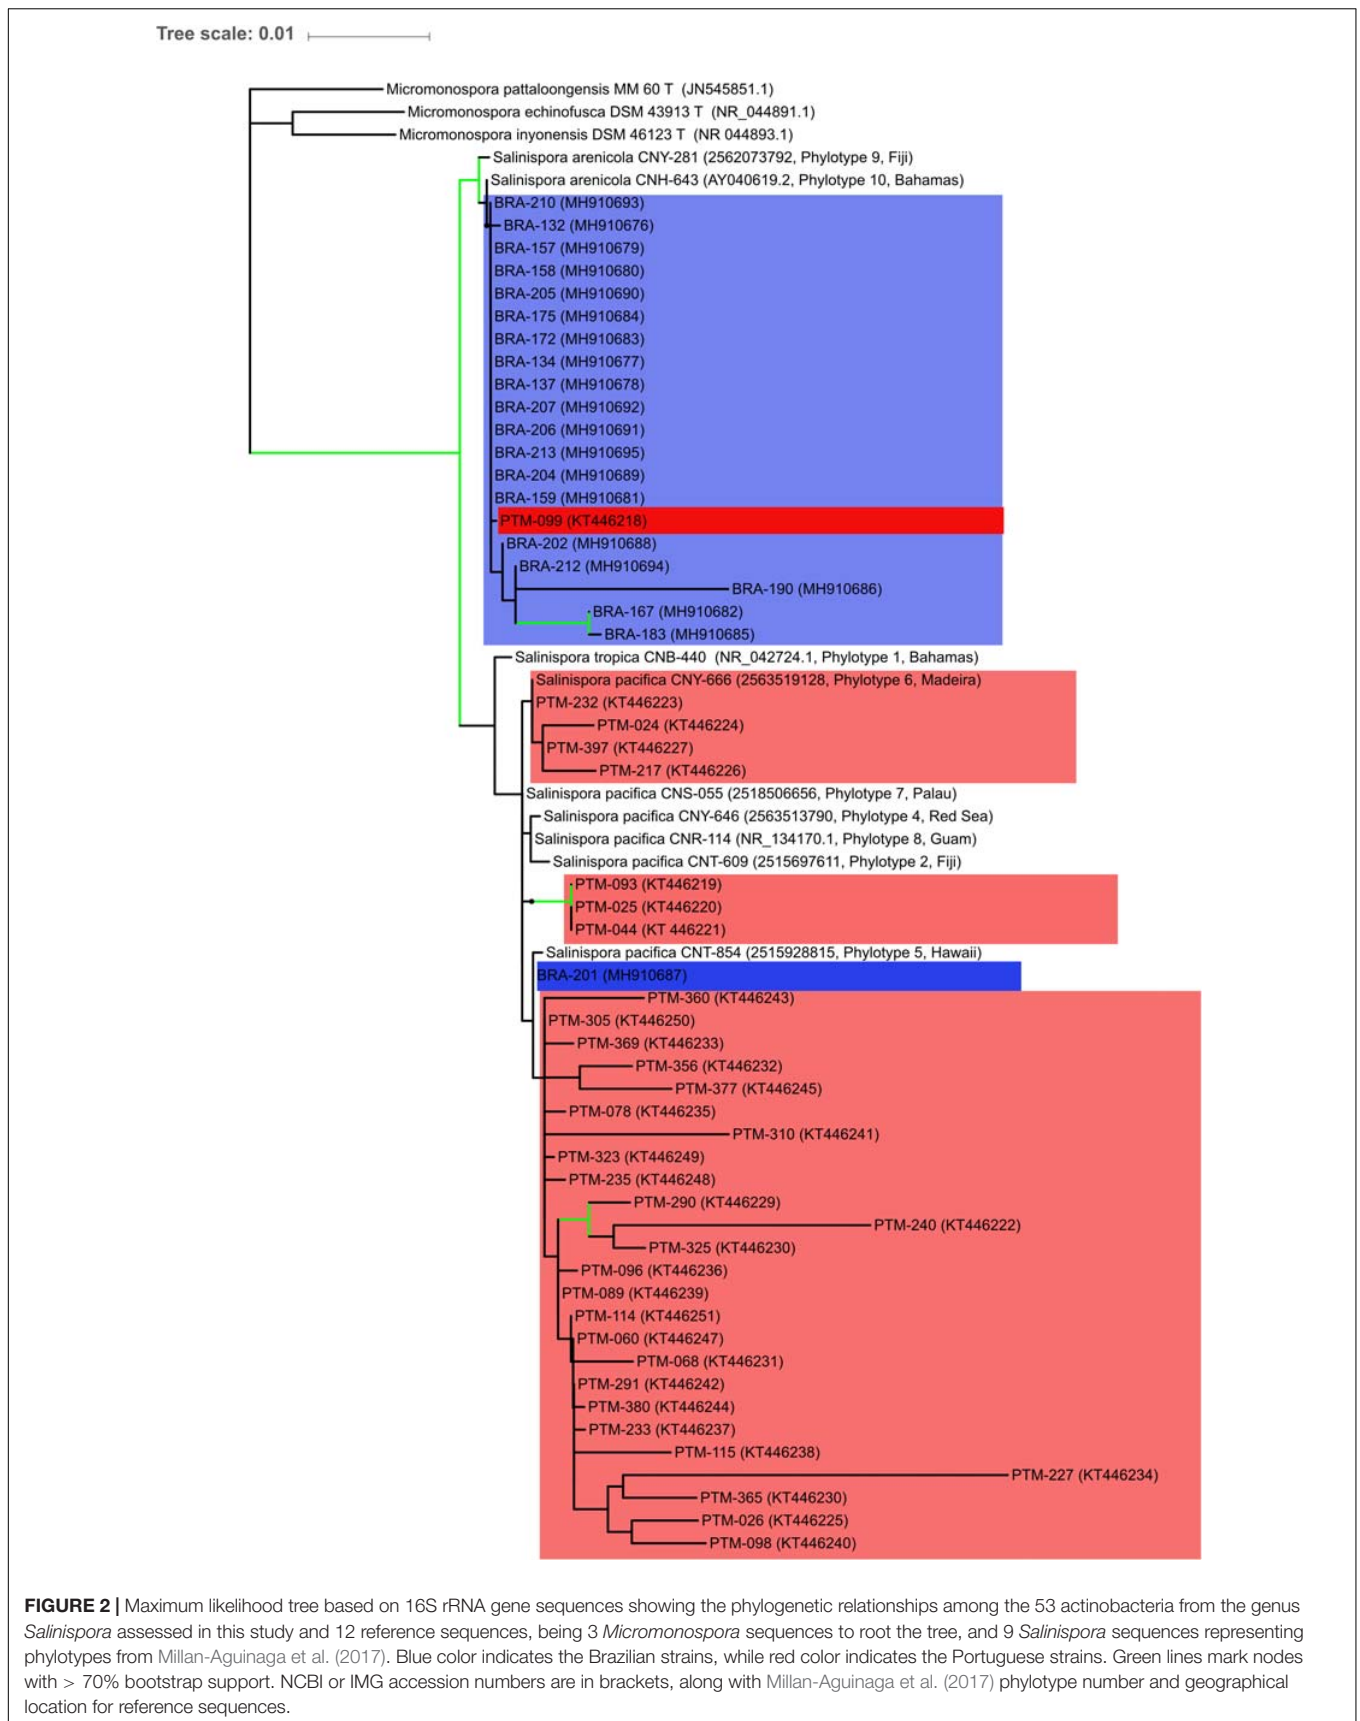 Tree scale: 0.01
Micromonospora pattaloongensis MM 60 T (JN545851.1)
Micromonospora echinofusca DSM 43913 T (NR_044891.1)
Micromonospora inyonensis DSM 46123 T (NR 044893.1)
Salinispora arenicola CNY-281 (2562073792, Phylotype 9, Fiji)
Salinispora arenicola CNH-643 (AY040619.2, Phylotype 10, Bahamas)
BRA-210 (MH910693)
BRA-132 (MH910676)
BRA-157 (MH910679)
BRA-158 (MH910680)
BRA-205 (MH910690)
BRA-175 (MH910684)
BRA-172 (MH910683)
BRA-134 (MH910677)
BRA-137 (MH910678)
BRA-207 (MH910692)
BRA-206 (MH910691)
BRA-213 (MH910695)
BRA-204 (MH910689)
BRA-159 (MH910681)
PTM-099 (KT446218)
BRA-202 (MH910688)
BRA-212 (MH910694)
BRA-190 (MH910686)
BRA-167 (MH910682)
BRA-183 (MH910685)
Salinispora tropica CNB-440 (NR_042724.1, Phylotype 1, Bahamas)
Salinispora pacifica CNY-666 (2563519128, Phylotype 6, Madeira)
PTM-232 (KT446223)
PTM-024 (KT446224)
PTM-397 (KT446227)
PTM-217 (KT446226)
Salinispora pacifica CNS-055 (2518506656, Phylotype 7, Palau)
Salinispora pacifica CNY-646 (2563513790, Phylotype 4, Red Sea)
Salinispora pacifica CNR-114 (NR_134170.1, Phylotype 8, Guam)
Salinispora pacifica CNT-609 (2515697611, Phylotype 2, Fiji)
PTM-093 (KT446219)
PTM-025 (KT446220)
PTM-044 (KT 446221)
Salinispora pacifica CNT-854 (2515928815, Phylotype 5, Hawaii)
BRA-201 (MH910687)
PTM-360 (KT446243)
PTM-305 (KT446250)
PTM-369 (KT446233)
PTM-356 (KT446232)
PTM-377 (KT446245)
PTM-078 (KT446235)
PTM-310 (KT446241)
PTM-323 (KT446249)
PTM-235 (KT446248)
PTM-290 (KT446229)
PTM-240 (KT446222)
PTM-325 (KT446230)
PTM-096 (KT446236)
PTM-089 (KT446239)
PTM-114 (KT446251)
PTM-060 (KT446247)
PTM-068 (KT446231)
PTM-291 (KT446242)
PTM-380 (KT446244)
PTM-233 (KT446237)
PTM-115 (KT446238)
PTM-227 (KT446234)
PTM-365 (KT446230)
PTM-026 (KT446225)
PTM-098 (KT446240)
FIGURE 2 | Maximum likelihood tree based on 16S rRNA gene sequences showing the phylogenetic relationships among the 53 actinobacteria from the genus
Salinispora assessed in this study and 12 reference sequences, being 3 Micromonospora sequences to root the tree, and 9 Salinispora sequences representing
phylotypes from Millan-Aguinaga et al. (2017). Blue color indicates the Brazilian strains, while red color indicates the Portuguese strains. Green lines mark nodes
with > 70% bootstrap support. NCBI or IMG accession numbers are in brackets, along with Millan-Aguinaga et al. (2017) phylotype number and geographical
location for reference sequences.